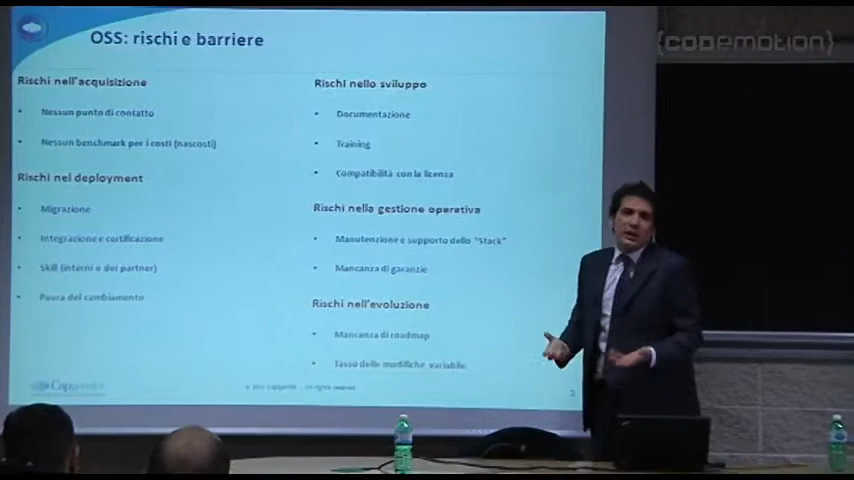 OSS: rischi e barriere
{codemotion}
Rischi nell'acquizione
• Nessun punto di contatto
• Nessun benchmark per i costi (nascosti)
Rischi nel deployment
• Migrazione
• Integrazione e certificazione
• Skill (interni e dei partner)
• Paura del cambiamento
Rischi nello sviluppo
• Documentazione
• Training
• Compatibilità con la licenza
Rischi nella gestione operativa
• Manutenzione e supporto dello "Stack"
• Mancanza di garanzie
Rischi nell'evoluzione
• Mancanza di roadmap
• Tasso delle modifiche variabile
Capgemini